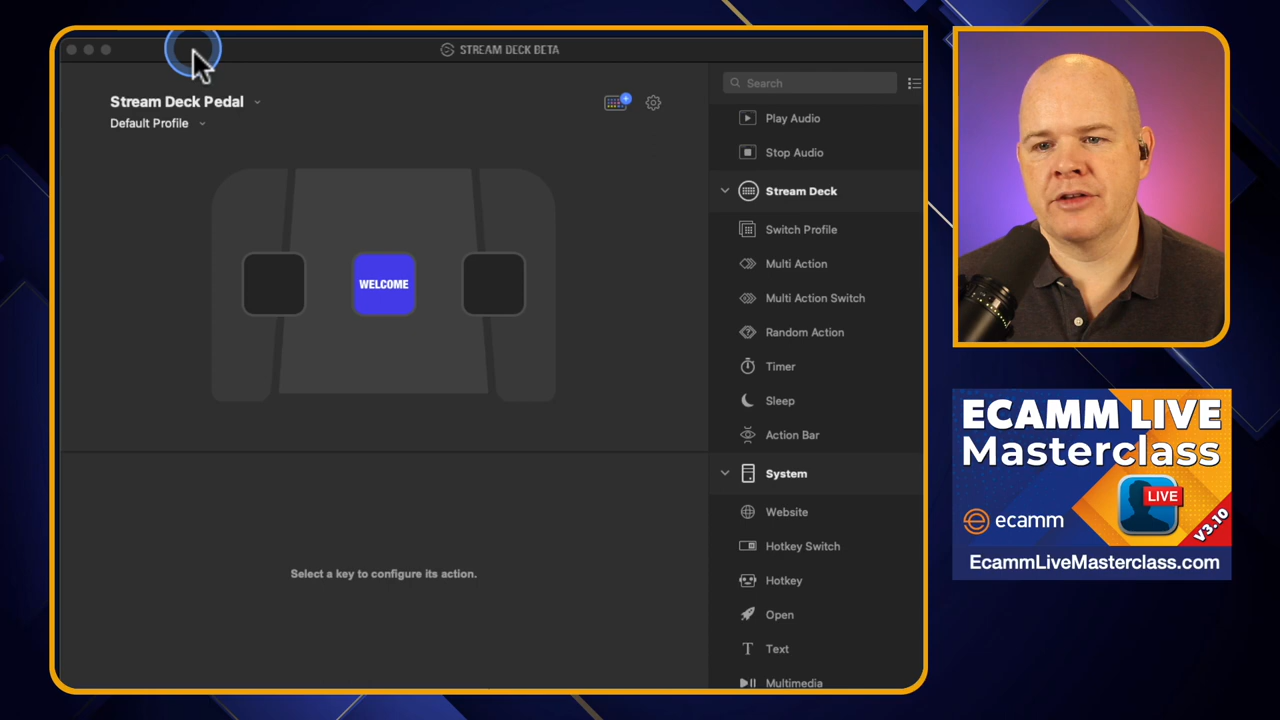 STREAM DECK BETA
Stream Deck Pedal
Default Profile
WELCOME
Select a key to configure its action.
Search
Play Audio
Stop Audio
Stream Deck
Switch Profile
Multi Action
Multi Action Switch
Random Action
Timer
Sleep
Action Bar
System
Website
Hotkey Switch
Hotkey
Open
Text
Multimedia
ECAMM LIVE
Masterclass
LIVE
ecamm
v3.10
EcammLiveMasterclass.com